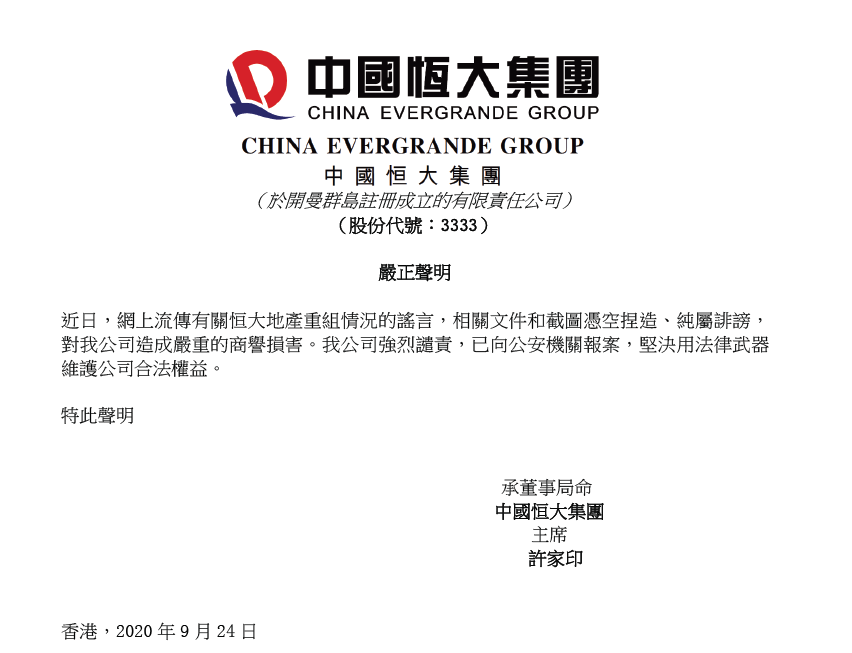 中國恆大集團
CHINA EVERGRANDE GROUP
CHINA EVERGRANDE GROUP
中國恒大集團
（於開曼群島註冊成立的有限責任公司）
（股份代號：3333）
嚴正聲明
近日，網上流傳有關恒大地產重組情況的謠言，相關文件和截圖憑空捏造、純屬誹謗，
對我公司造成嚴重的商譽損害。我公司強烈譴責，已向公安機關報案，堅決用法律武器
維護公司合法權益。
特此聲明
承董事局命
中國恒大集團
主席
許家印
香港，2020 年 9 月 24 日